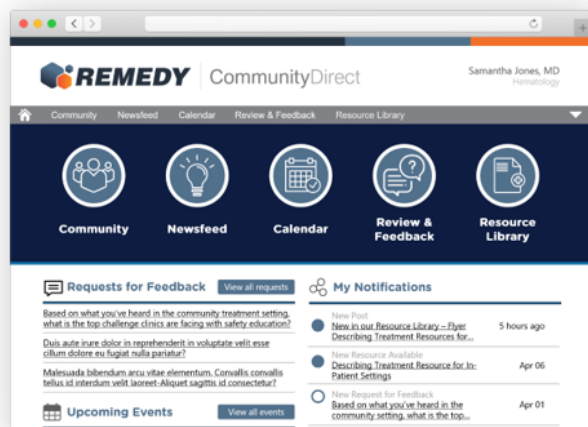 REMEDY CommunityDirect
Samantha Jones, MD
Hematology
Community Newsfeed Calendar Review & Feedback Resource Library
Community
Newsfeed
Calendar
Review &
Feedback
Resource
Library
Requests for Feedback View all requests
Based on what you've heard in the community treatment setting,
what is the top challenge clinics are facing with safety education?
Duis aute irure dolor in reprehenderit in voluptate velit esse
cillum dolore eu fugiat nulla pariatur?
Malesuada bibendum arcu vitae elementum. Convallis convallis
tellus id interdum velit laoreet-Aliquet sagittis id consectetur?
Upcoming Events View all events
My Notifications
New Post
New in our Resource Library – Flyer
Describing Treatment Resources for...
5 hours ago
New Resource Available
Describing Treatment Resource for In-
Patient Settings
Apr 06
New Request for Feedback
Based on what you've heard in the
community setting, what is the top...
Apr 01